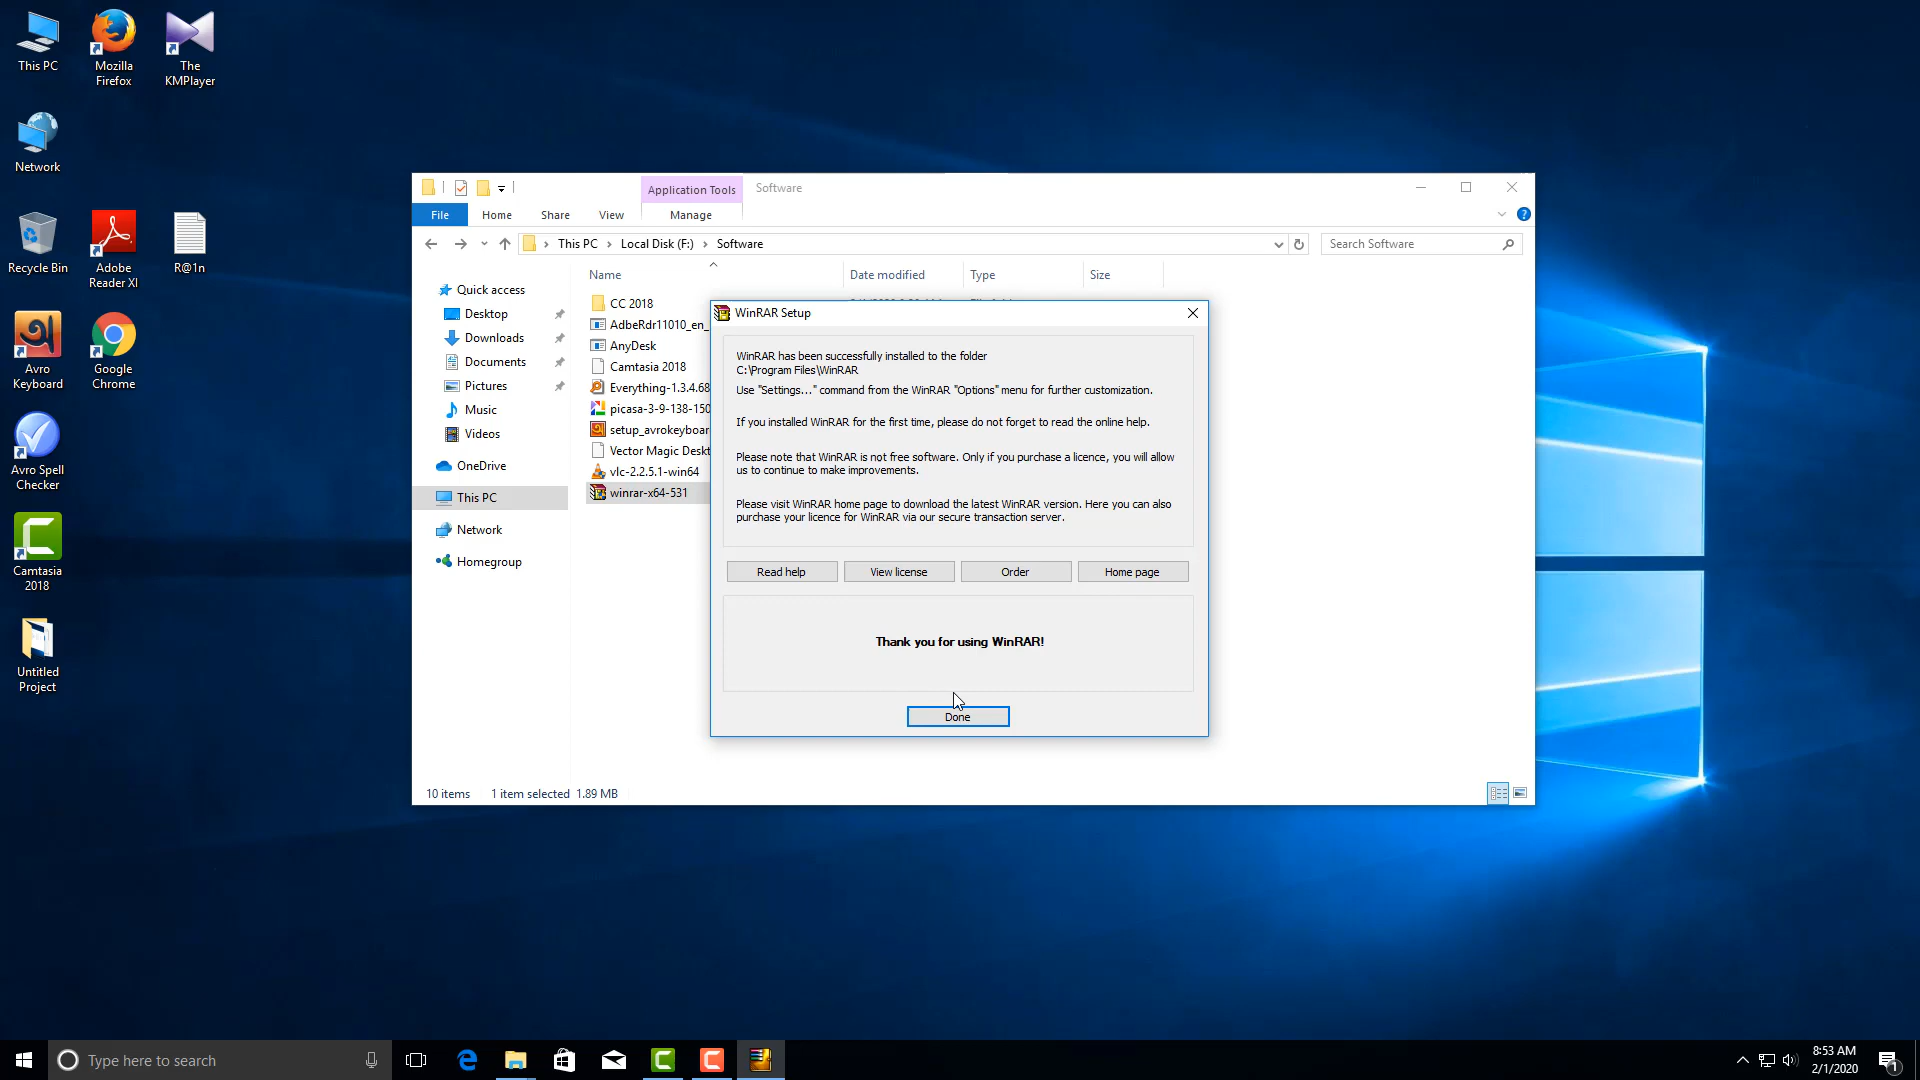 This PC
Mozilla
Firefox
The
KMPlayer
Network
Recycle Bin
Adobe
Reader XI
R@1n
Avro
Keyboard
Google
Chrome
Avro Spell
Checker
Camtasia
2018
Untitled
Project
Application Tools
Software
File
Home
Share
View
Manage
This PC
Local Disk (F:)
Software
Search Software
Name
Date modified
Type
Size
Quick access
Desktop
Downloads
Documents
Pictures
Music
Videos
OneDrive
This PC
Network
Homegroup
CC 2018
AdbeRdr11010_en_
AnyDesk
Camtasia 2018
Everything-1.3.4.68
picasa-3-9-138-150
setup_avrokeyboar
Vector Magic Deskt
vlc-2.2.5.1-win64
winrar-x64-531
WinRAR Setup
WinRAR has been successfully installed to the folder
C:\Program Files\WinRAR
Use "Settings..." command from the WinRAR "Options" menu for further customization.
If you installed WinRAR for the first time, please do not forget to read the online help.
Please note that WinRAR is not free software. Only if you purchase a licence, you will allow
us to continue to make improvements.
Please visit WinRAR home page to download the latest WinRAR version. Here you can also
purchase your licence for WinRAR via our secure transaction server.
Read help
View license
Order
Home page
Thank you for using WinRAR!
Done
10 items
1 item selected 1.89 MB
Type here to search
8:53 AM
2/1/2020
1